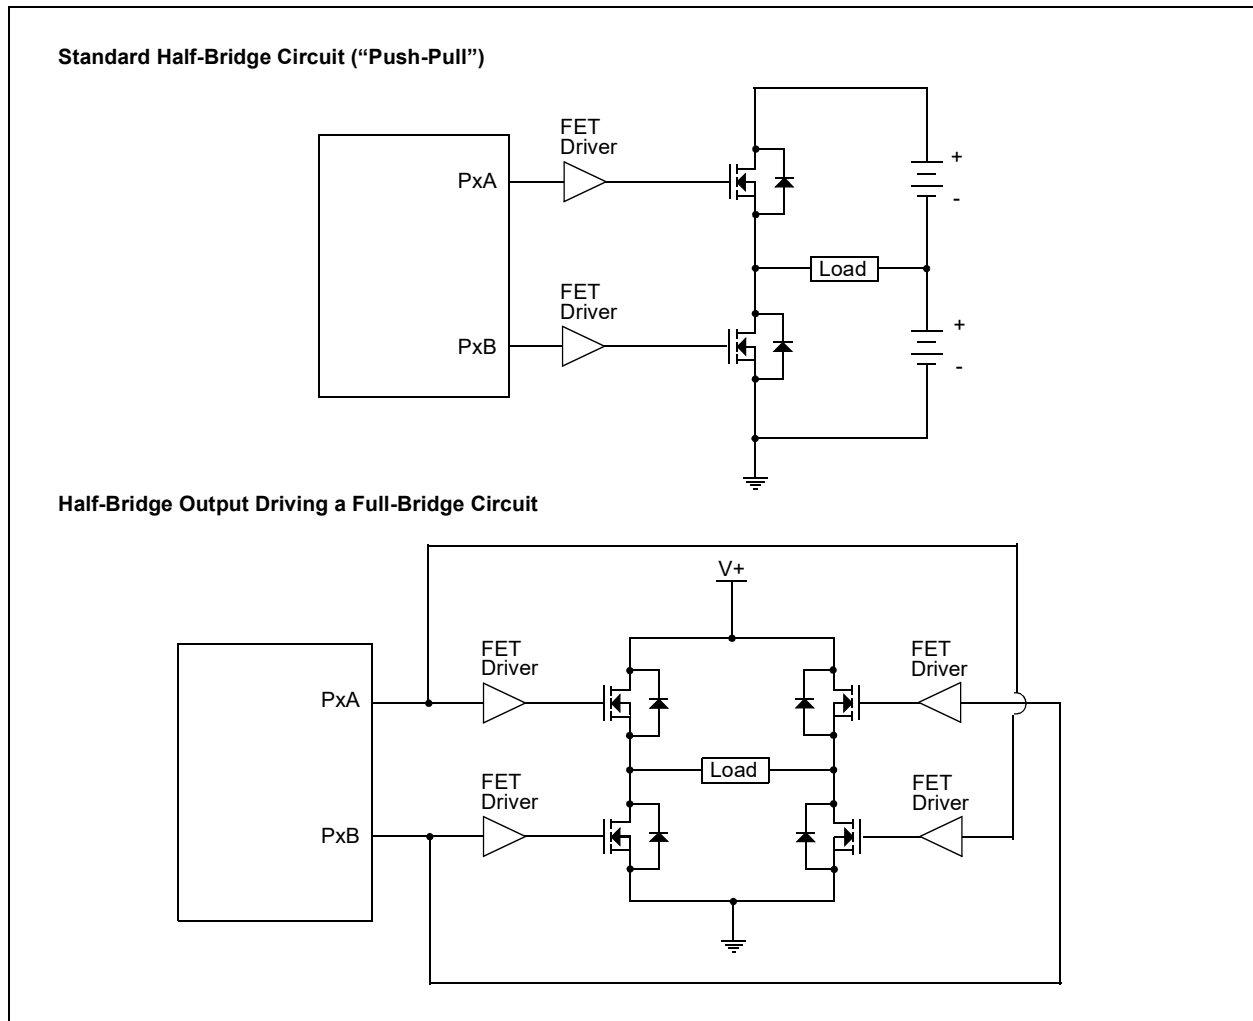 Standard Half-Bridge Circuit (“Push-Pull”)
FET
Driver
PxA
+
-
Load
FET
Driver
PxB
+
-
Half-Bridge Output Driving a Full-Bridge Circuit
V+
FET
Driver
FET
Driver
PxA
Load
FET
Driver
FET
Driver
PxB